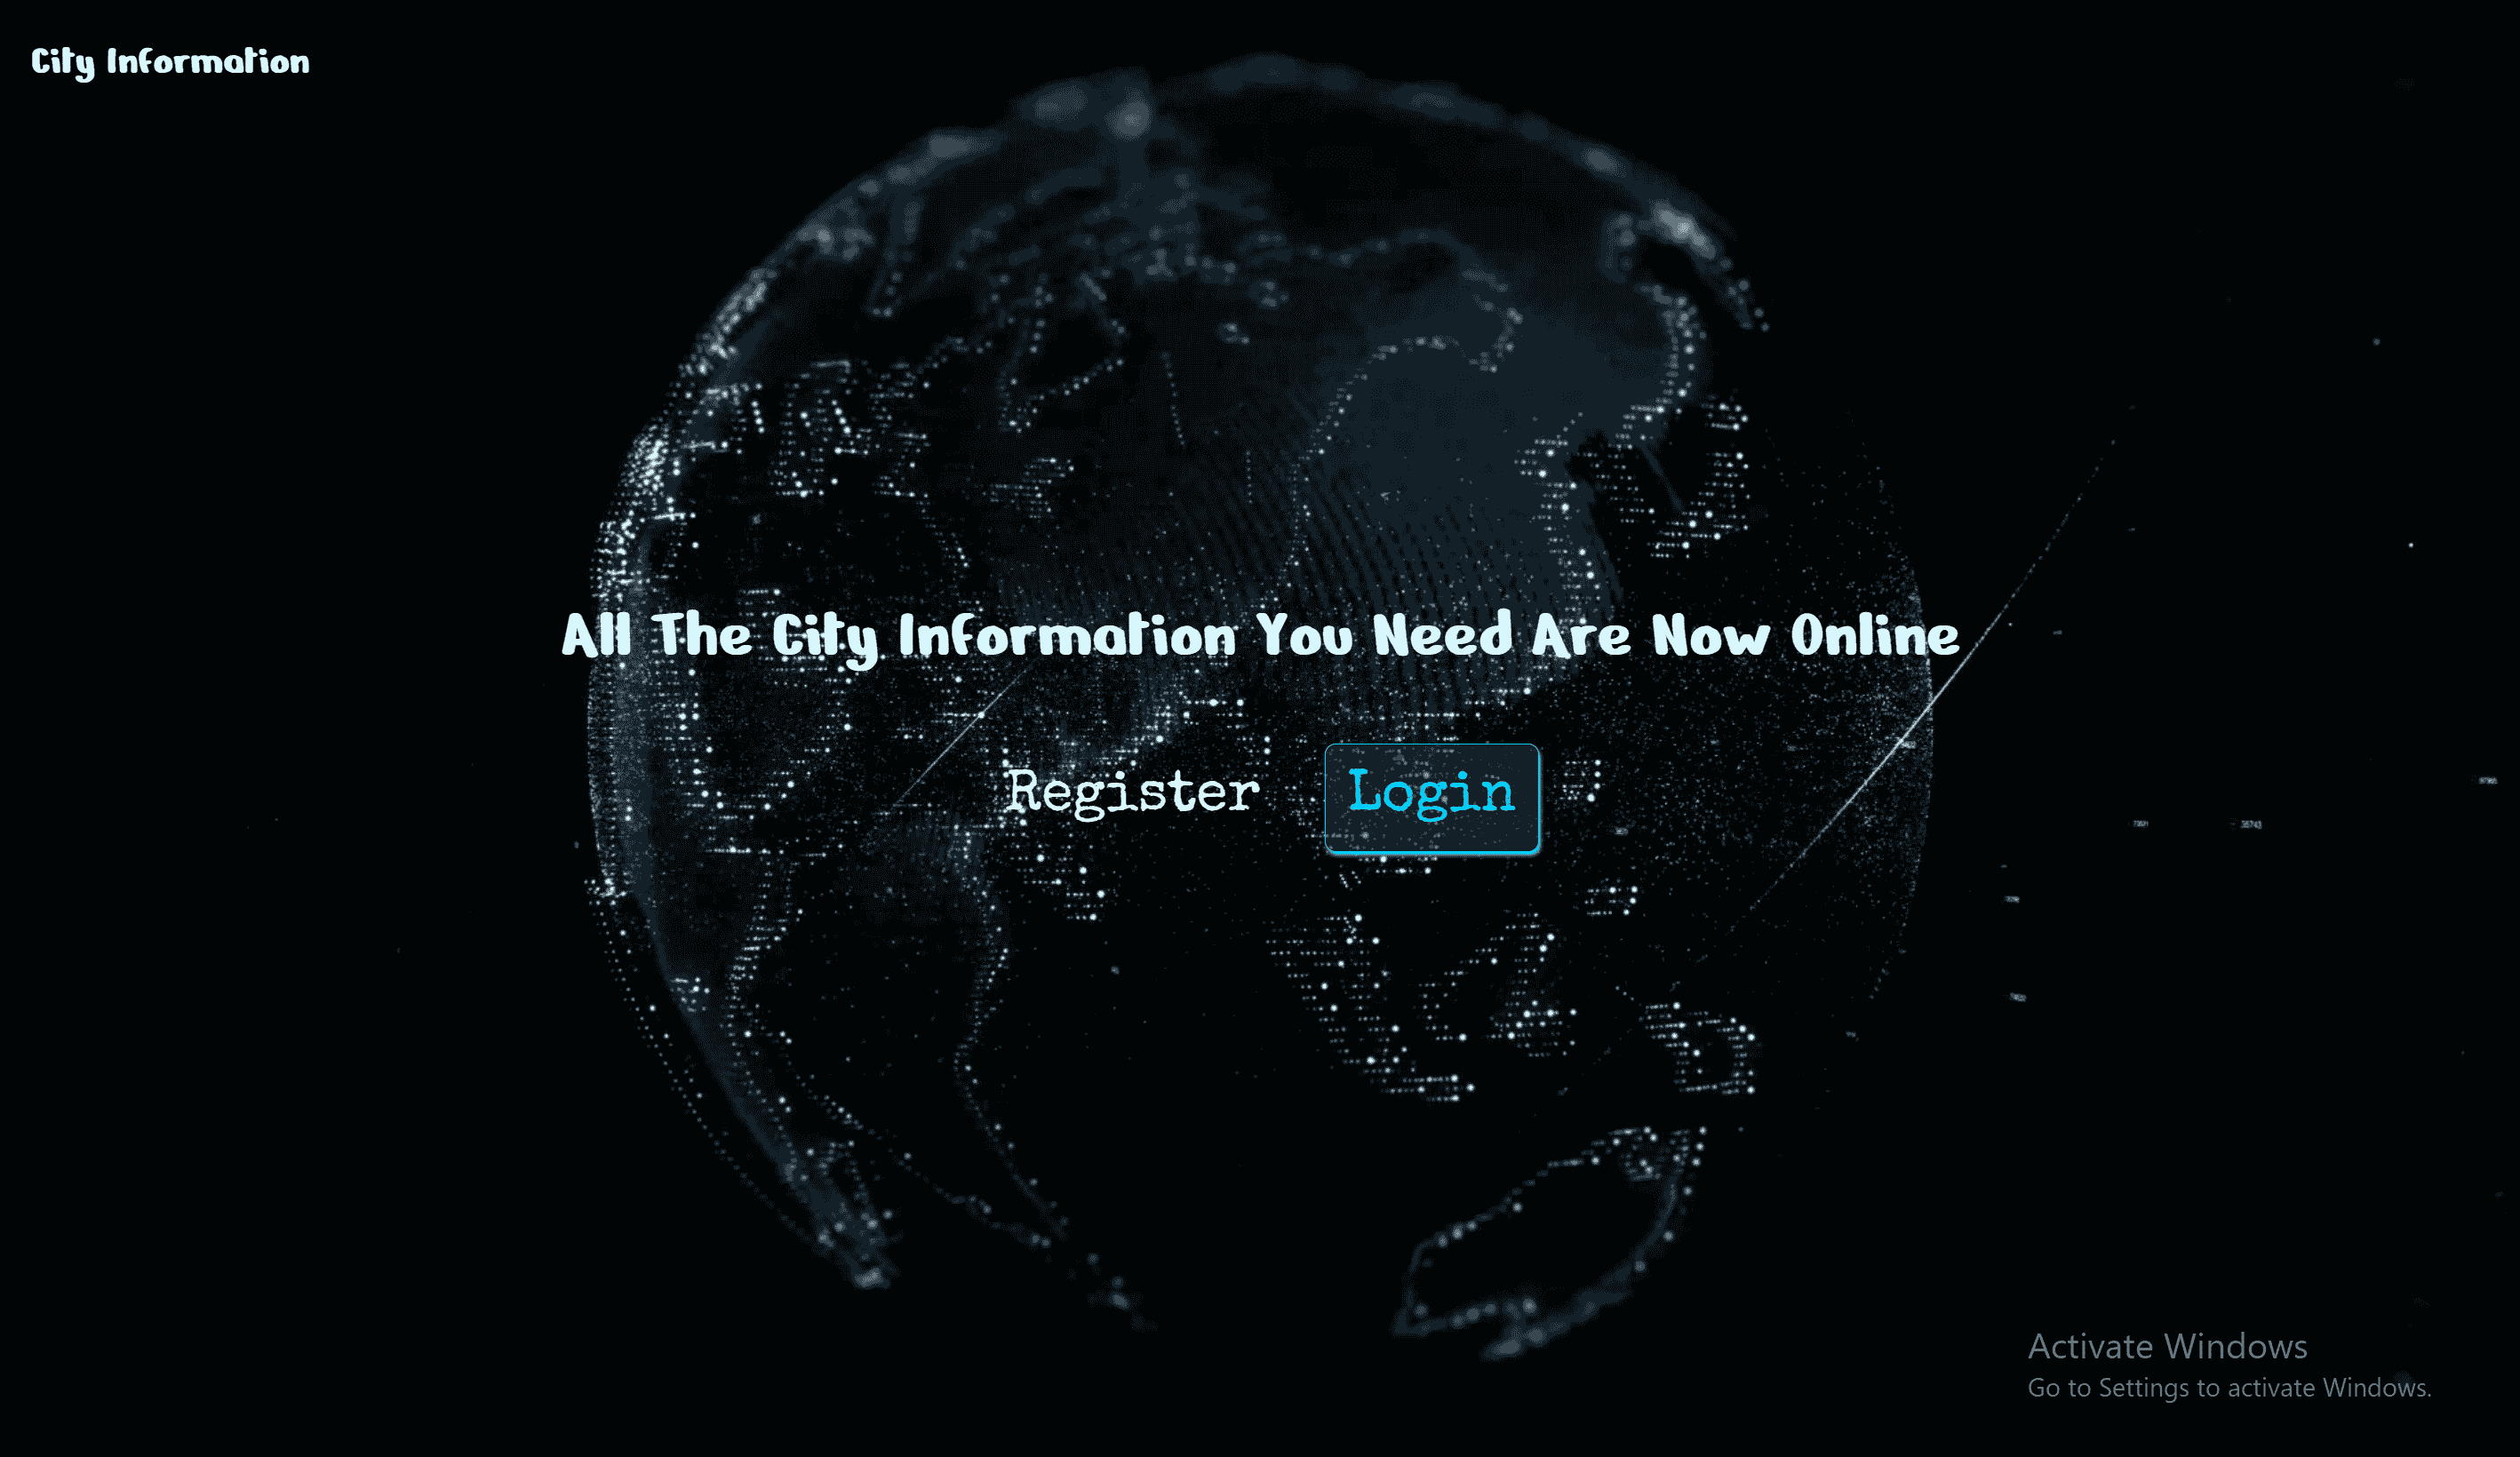 City Information
All The City Information You Need Are Now Online
Register
Login
35743
Activate Windows
Go to Settings to activate Windows.